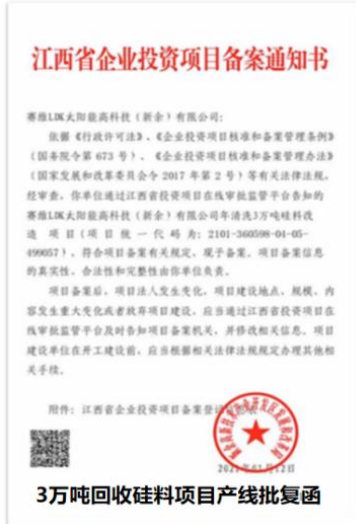 江西省企业投资项目备案通知书
赛维LDK太阳能高科技（新余）有限公司：
依据《行政许可法》、《企业投资项目核准和备案管理条例》
（国务院令第 673 号）、《企业投资项目核准和备案管理办法》
（国家发展和改革委员会令 2017 年第 2 号）等有关法律法规，
经审查，你单位通过江西省投资项目在线审批监管平台告知的
赛维LDK太阳能高科技（新余）有限公司年清洗3万吨硅料改
造 项目（项目统一代码为：2101-360598-04-05-
499057），符合项目备案有关规定，现予备案。项目备案信息
的真实性、合法性和完整性由你单位负责。
项目备案后，项目法人发生变化，项目建设地点、规模、内
容发生重大变化或者放弃项目建设，应当通过江西省投资项目在
线审批监管平台及时告知项目备案机关，并修改相关信息。项目
建设单位在开工建设前，应当根据相关法律法规规定办理其他相
关手续。
附件：江西省企业投资项目备案登记
2021年01月12日
3万吨回收硅料项目产线批复函